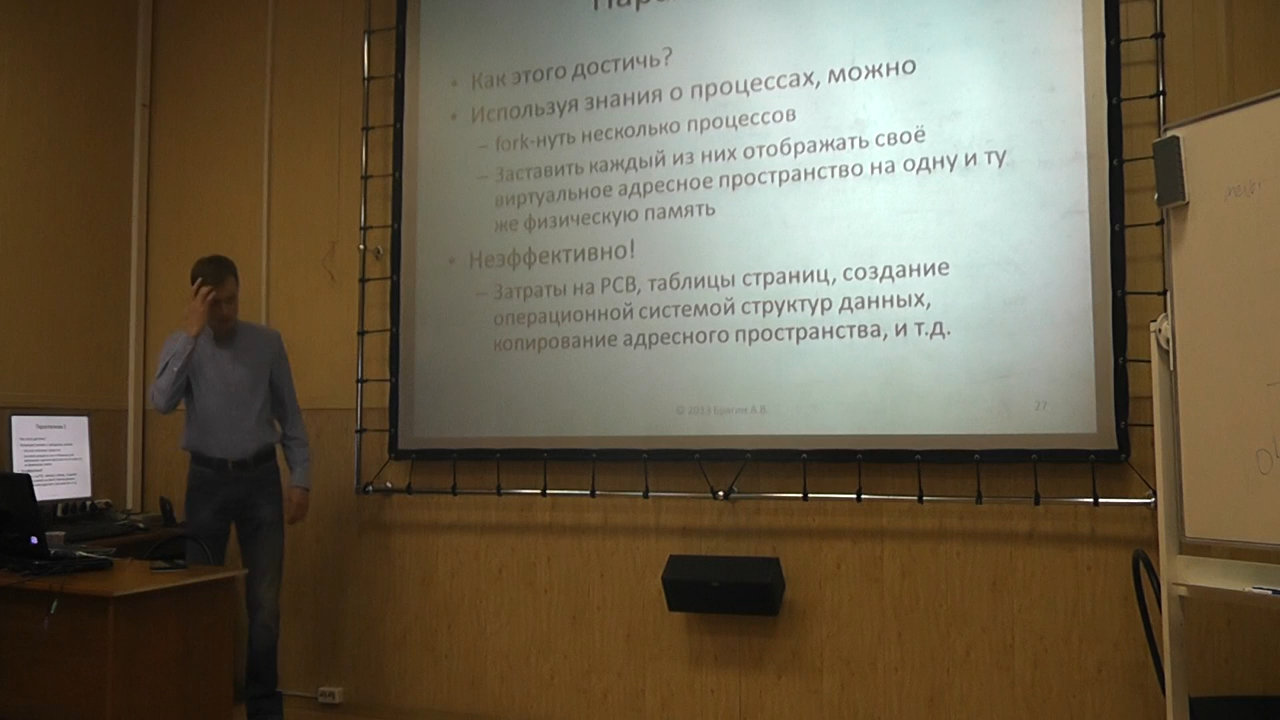 • Как этого достичь?
• Используя знания о процессах, можно
– fork-нуть несколько процессов
– Заставить каждый из них отображать своё
виртуальное адресное пространство на одну и ту
же физическую память
• Неэффективно!
– Затраты на PCB, таблицы страниц, создание
операционной системой структур данных,
копирование адресного пространства, и т.д.
© 2013 Брагин А.В.
27